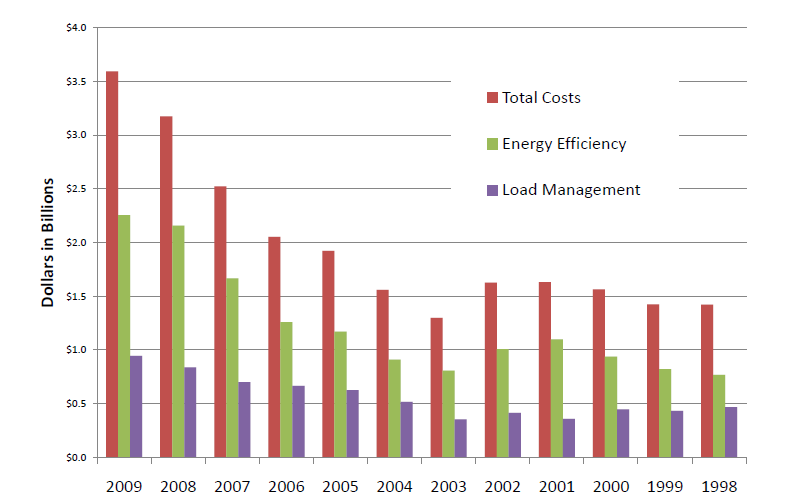 $4.0
$3.5
$3.0
$2.5
$2.0
$1.5
$1.0
$0.5
$0.0
Dollars in Billions
Total Costs
Energy Efficiency
Load Management
2009 2008 2007 2006 2005 2004 2003 2002 2001 2000 1999 1998